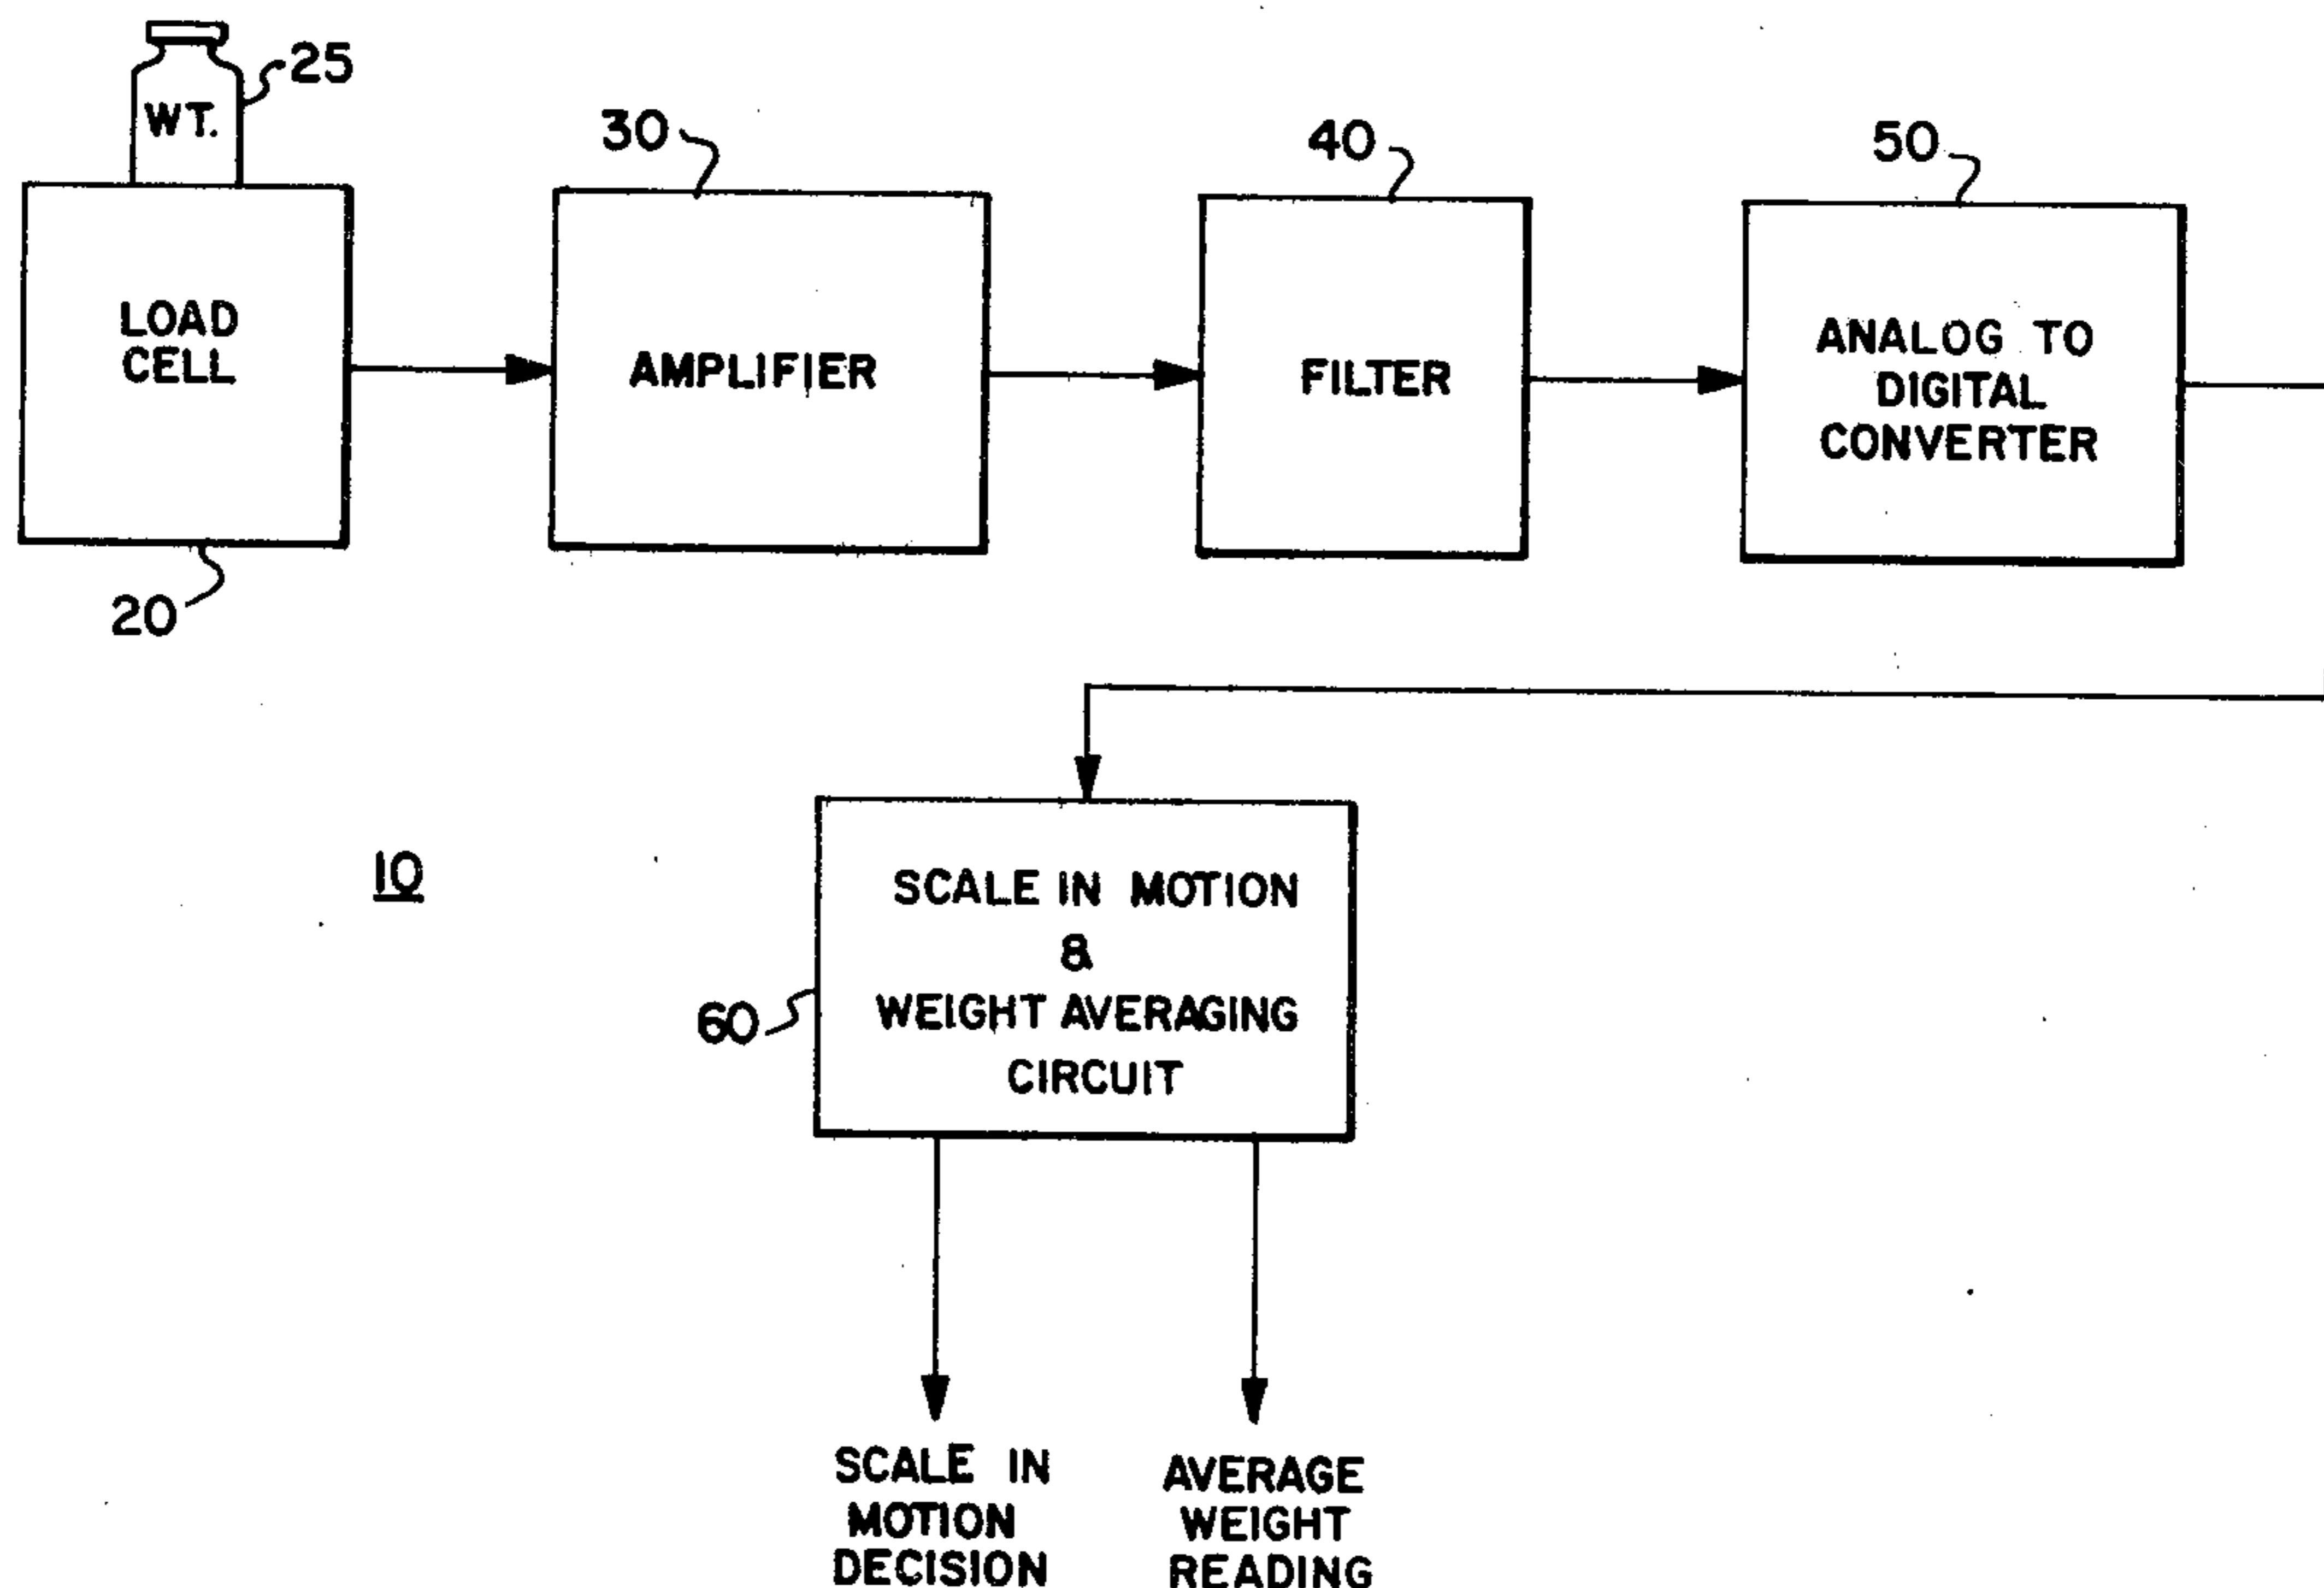 25
WT.
30
40
50
LOAD
CELL
AMPLIFIER
FILTER
ANALOG TO
DIGITAL
CONVERTER
20
10
SCALE IN MOTION
&
WEIGHT AVERAGING
CIRCUIT
60
SCALE IN
MOTION
DECISION
AVERAGE
WEIGHT
READING